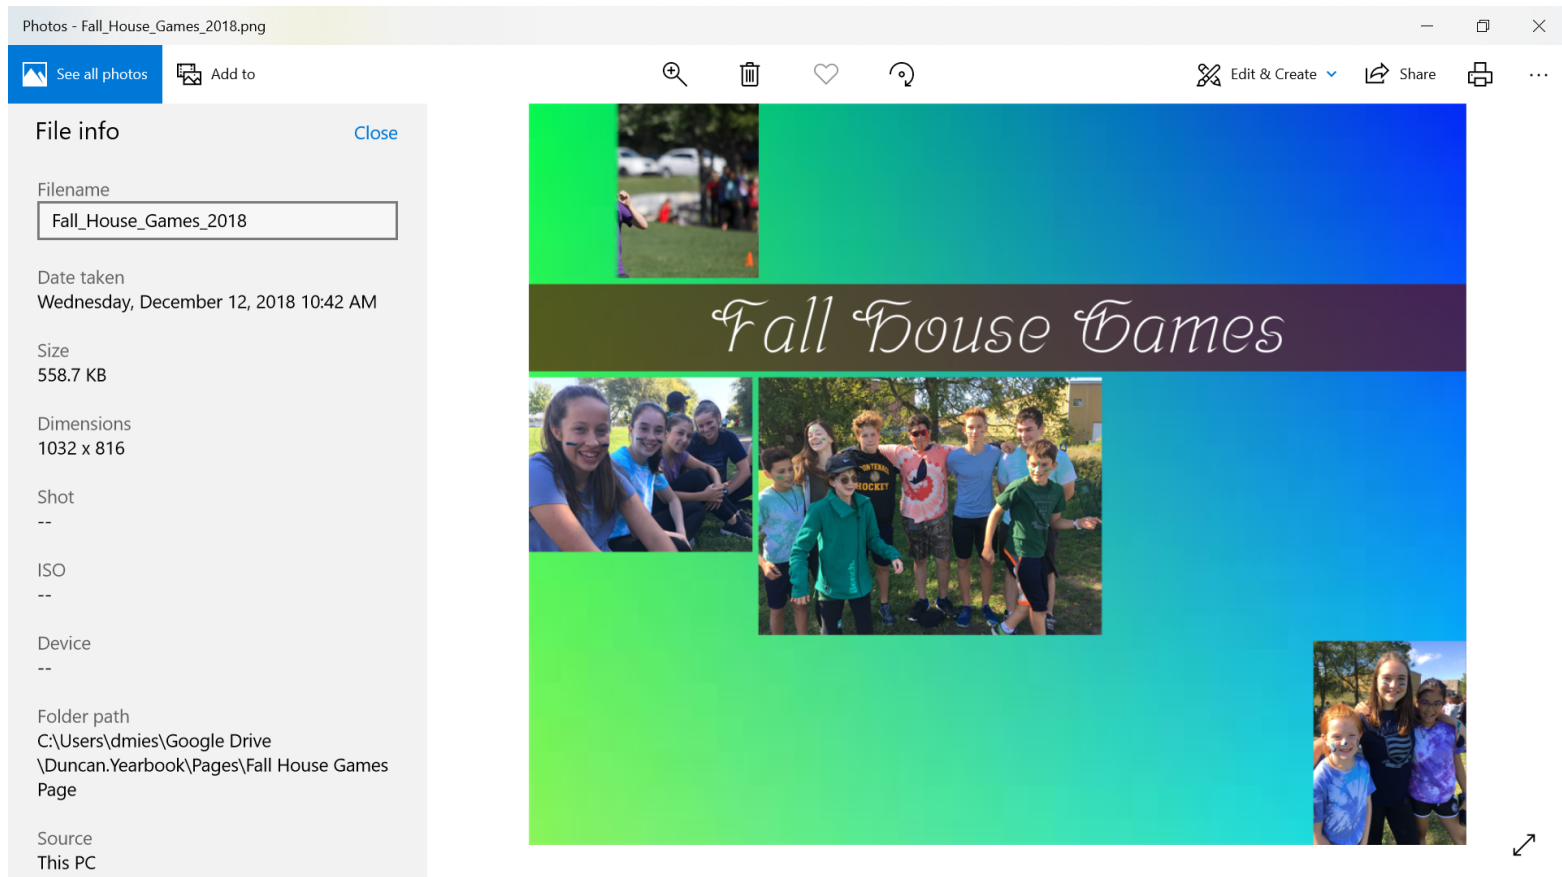 Photos - Fall_House_Games_2018.png
See all photos
Add to
Edit & Create
Share
File info
Close
Filename
Fall_House_Games_2018
Date taken
Wednesday, December 12, 2018 10:42 AM
Size
558.7 KB
Dimensions
1032 x 816
Shot
--
ISO
--
Device
--
Folder path
C:\Users\dmies\Google Drive
\Duncan.Yearbook\Pages\Fall House Games
Page
Source
This PC
Fall House Games
HOCKEY